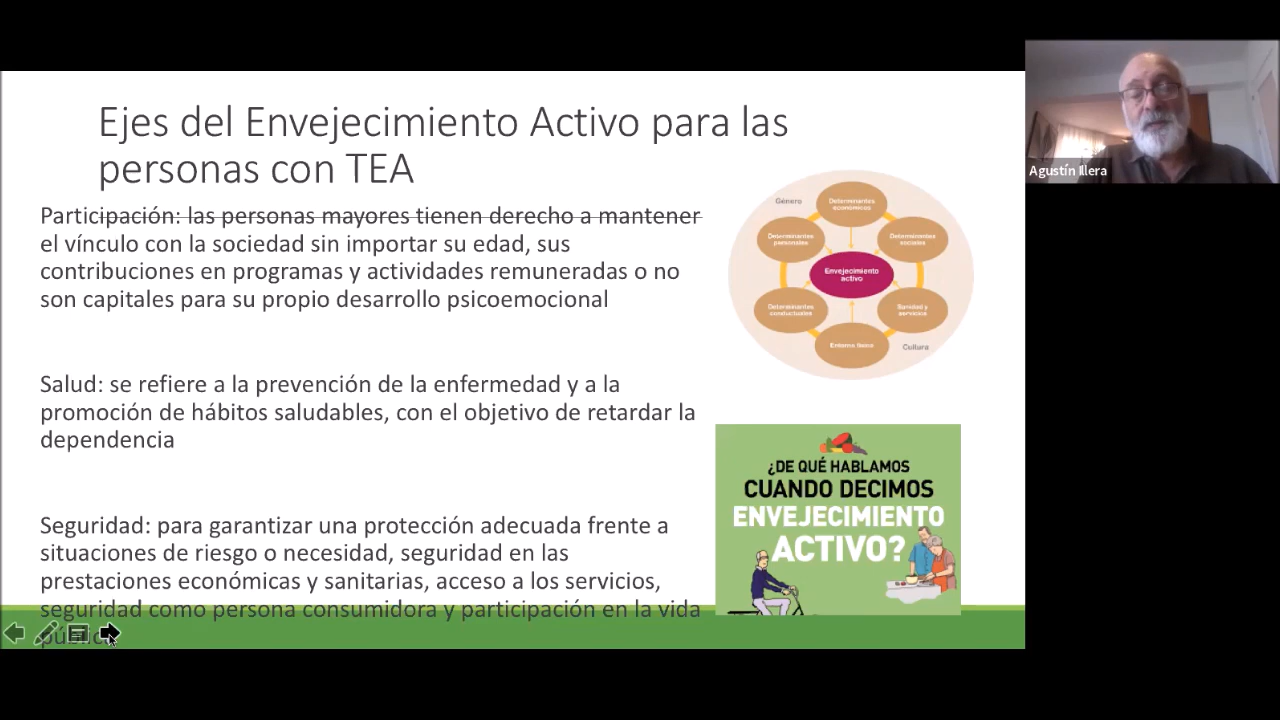 Ejes del Envejecimiento Activo para las
personas con TEA
Participación: las personas mayores tienen derecho a mantener
el vínculo con la sociedad sin importar su edad, sus
contribuciones en programas y actividades remuneradas o no
son capitales para su propio desarrollo psicoemocional
Salud: se refiere a la prevención de la enfermedad y a la
promoción de hábitos saludables, con el objetivo de retardar la
dependencia
Seguridad: para garantizar una protección adecuada frente a
situaciones de riesgo o necesidad, seguridad en las
prestaciones económicas y sanitarias, acceso a los servicios,
seguridad como persona consumidora y participación en la vida
Género
Determinantes
económicos
Determinantes
personales
Determinantes
sociales
Envejecimiento
activo
Determinantes
conductuales
Sanidad y
servicios
Entorno físico
Cultura
¿DE QUÉ HABLAMOS
CUANDO DECIMOS
ENVEJECIMIENTO
ACTIVO?
Agustín Illera